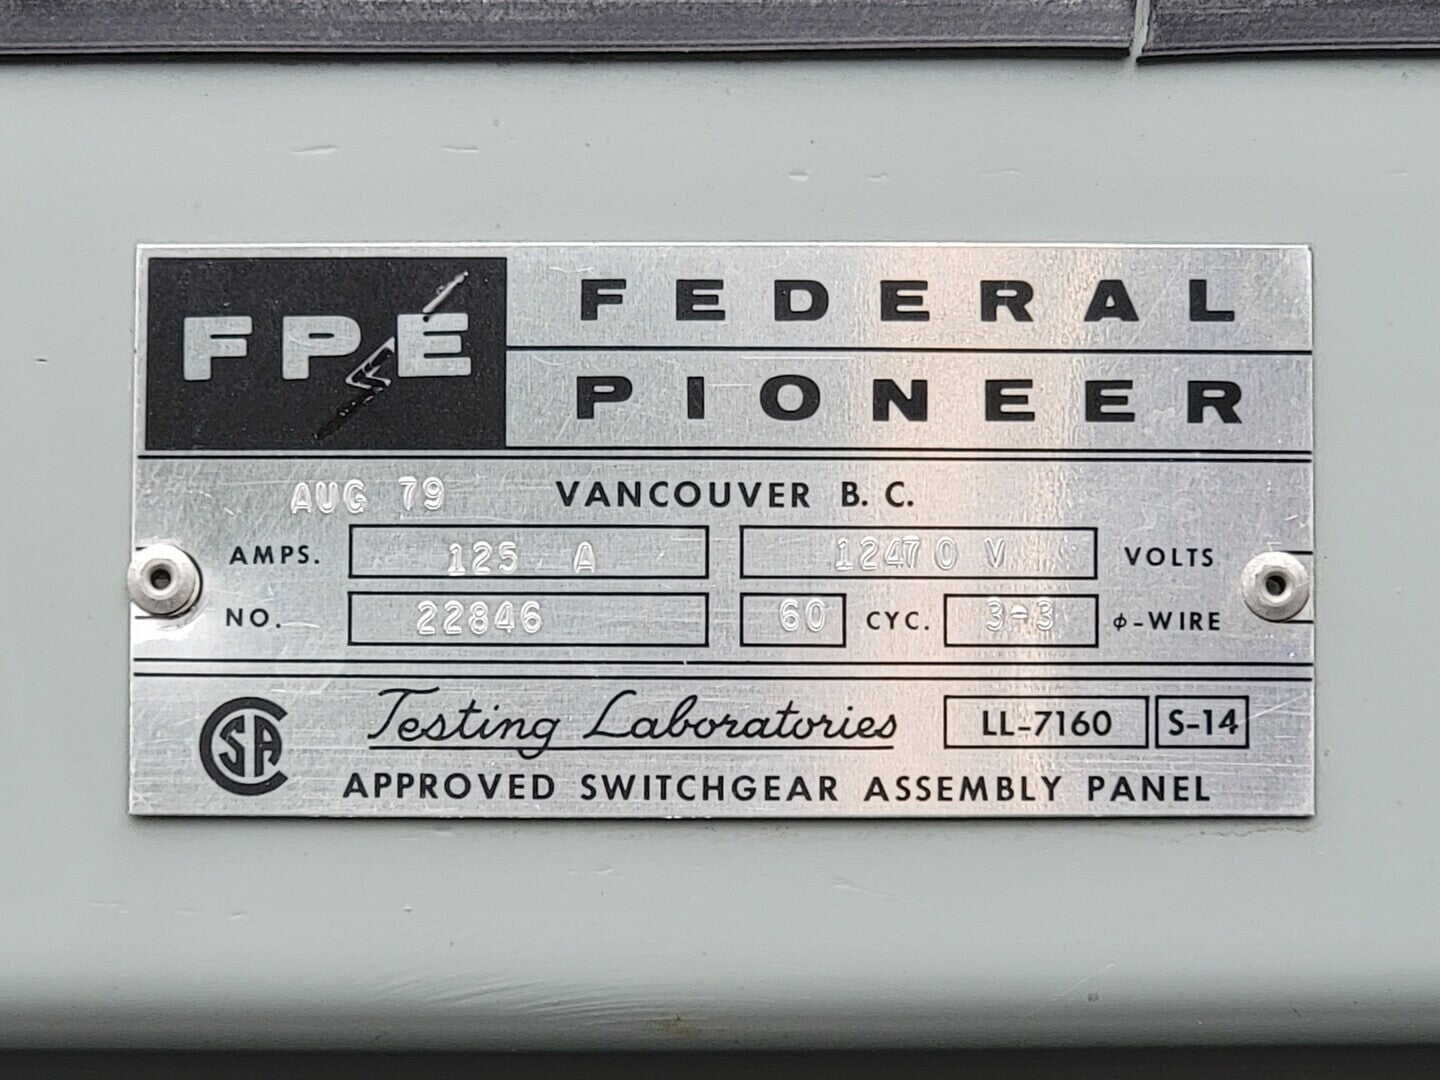 FPE FEDERAL
PIONEER
AUG 79 VANCOUVER B. C.
AMPS. 125 A 12470 V VOLTS
NO. 22846 60 CYC. 3-3 ϕ-WIRE
CSA Testing Laboratories LL-7160 S-14
APPROVED SWITCHGEAR ASSEMBLY PANEL